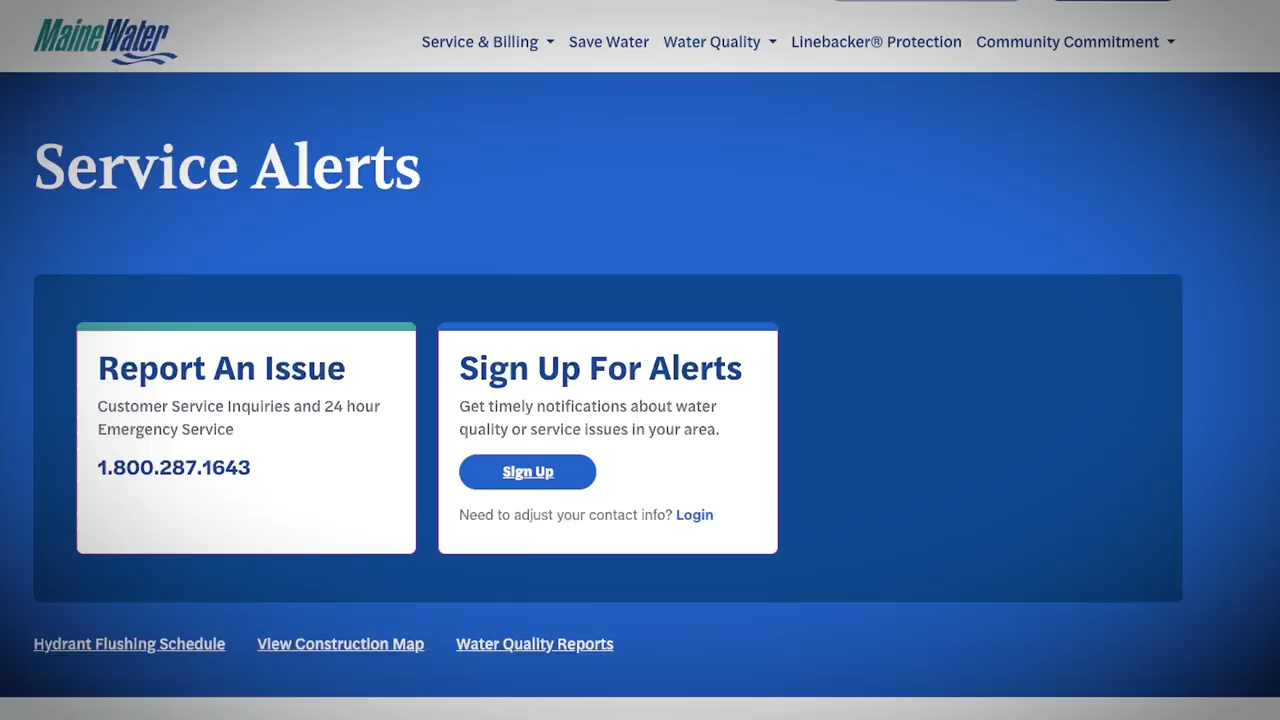 MaineWater
Service & Billing
Save Water
Water Quality
Linebacker® Protection
Community Commitment
Service Alerts
Report An Issue
Customer Service Inquiries and 24 hour
Emergency Service
1.800.287.1643
Sign Up For Alerts
Get timely notifications about water
quality or service issues in your area.
Sign Up
Need to adjust your contact info? Login
Hydrant Flushing Schedule
View Construction Map
Water Quality Reports